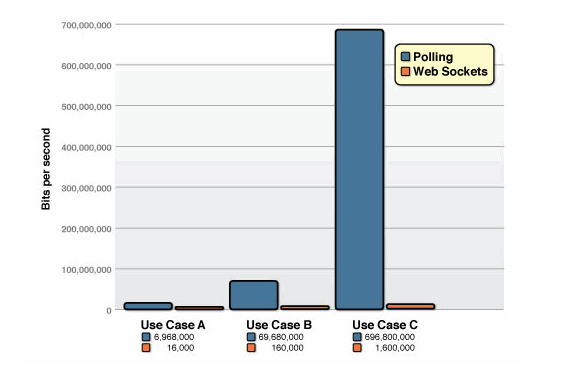 700,000,000
600,000,000
500,000,000
400,000,000
300,000,000
200,000,000
100,000,000
0
Bits per second
Polling
Web Sockets
Use Case A
6,968,000
16,000
Use Case B
69,680,000
160,000
Use Case C
696,800,000
1,600,000